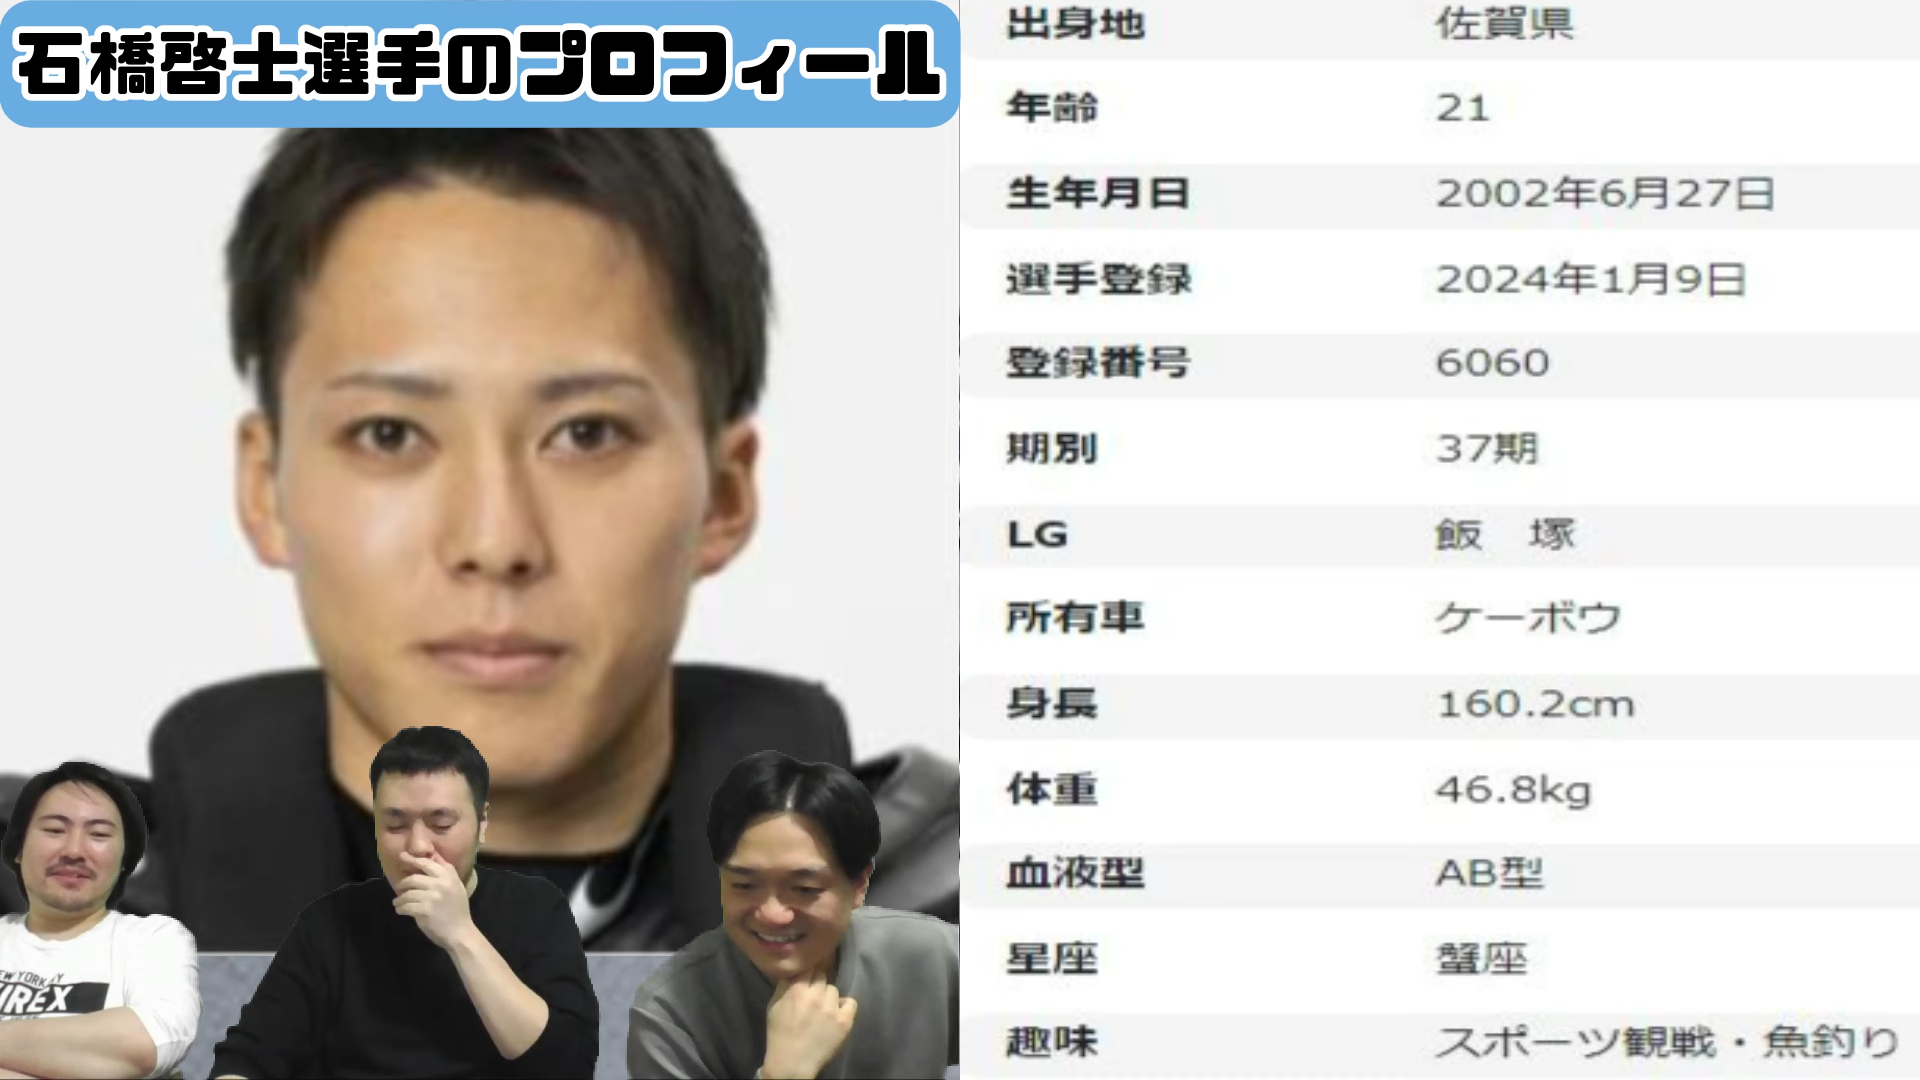 石橋啓士選手のプロフィール
出身地 佐賀県
年齢 21
生年月日 2002年6月27日
選手登録 2024年1月9日
登録番号 6060
期別 37期
LG 飯　塚
所有車 ケーボウ
身長 160.2cm
体重 46.8kg
血液型 AB型
星座 蟹座
趣味 スポーツ観戦・魚釣り